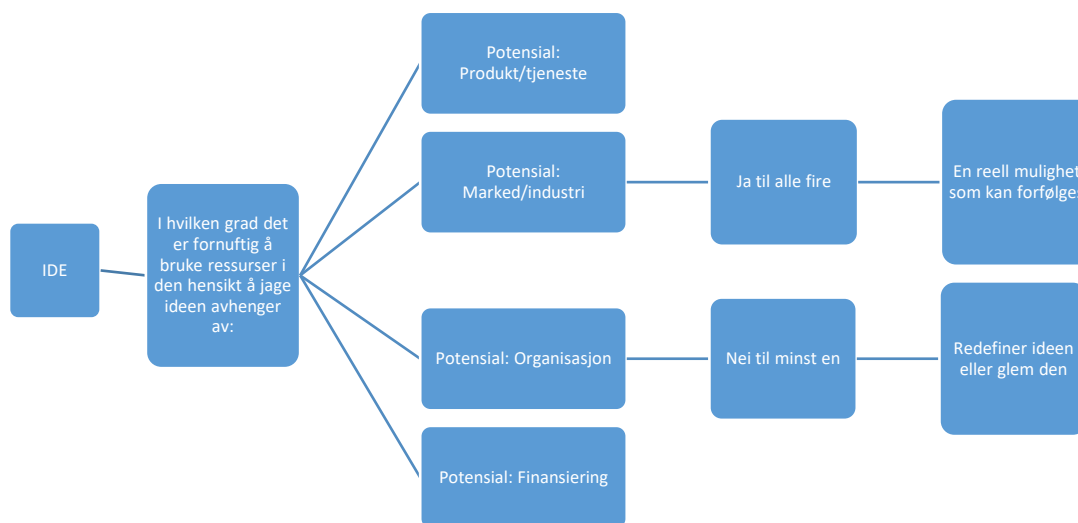 IDE
I hvilken grad det
er fornuftig å
bruke ressurser i
den hensikt å jage
ideen avhenger
av:
Potensial:
Produkt/tjeneste
Potensial:
Marked/industri
Potensial: Organisasjon
Potensial: Finansiering
Ja til alle fire
Nei til minst en
En reell mulighet
som kan
Redefiner ideen
eller glem den